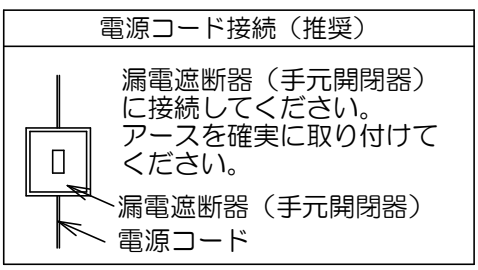 電源コード接続（推奨）
漏電遮断器（手元開閉器）
に接続してください。
アースを確実に取り付けて
ください。
漏電遮断器（手元開閉器）
電源コード